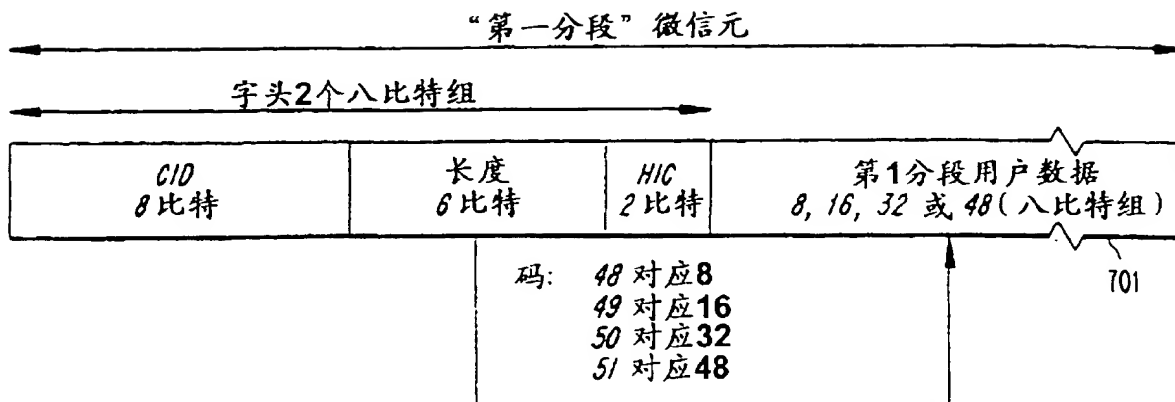 “第一分段”微信元
字头2个八比特组
CID
8比特
长度
6比特
HIC
2比特
第1分段用户数据
8, 16, 32 或 48(八比特组)
701
码: 48 对应8
49 对应16
50 对应32
51 对应48